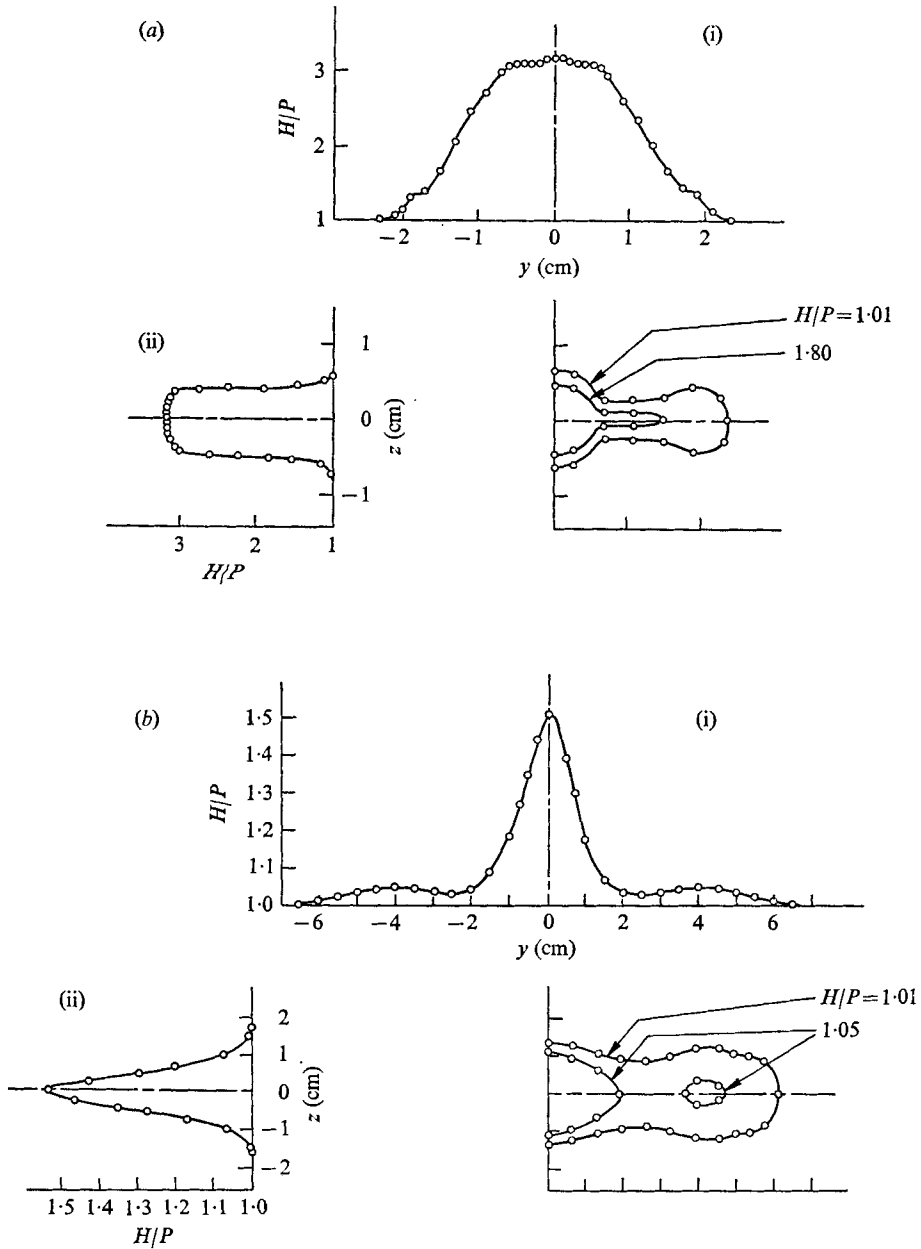 (a)
(i)
H/P
3
2
1
−2
−1
0
1
2
y (cm)
(ii)
1
0
−1
z (cm)
3
2
1
H/P
H/P=1·01
1·80
(b)
(i)
H/P
1·5
1·4
1·3
1·2
1·1
1·0
−6
−4
−2
0
2
4
6
y (cm)
(ii)
2
1
0
−1
−2
z (cm)
1·5 1·4 1·3 1·2 1·1 1·0
H/P
H/P=1·01
1·05